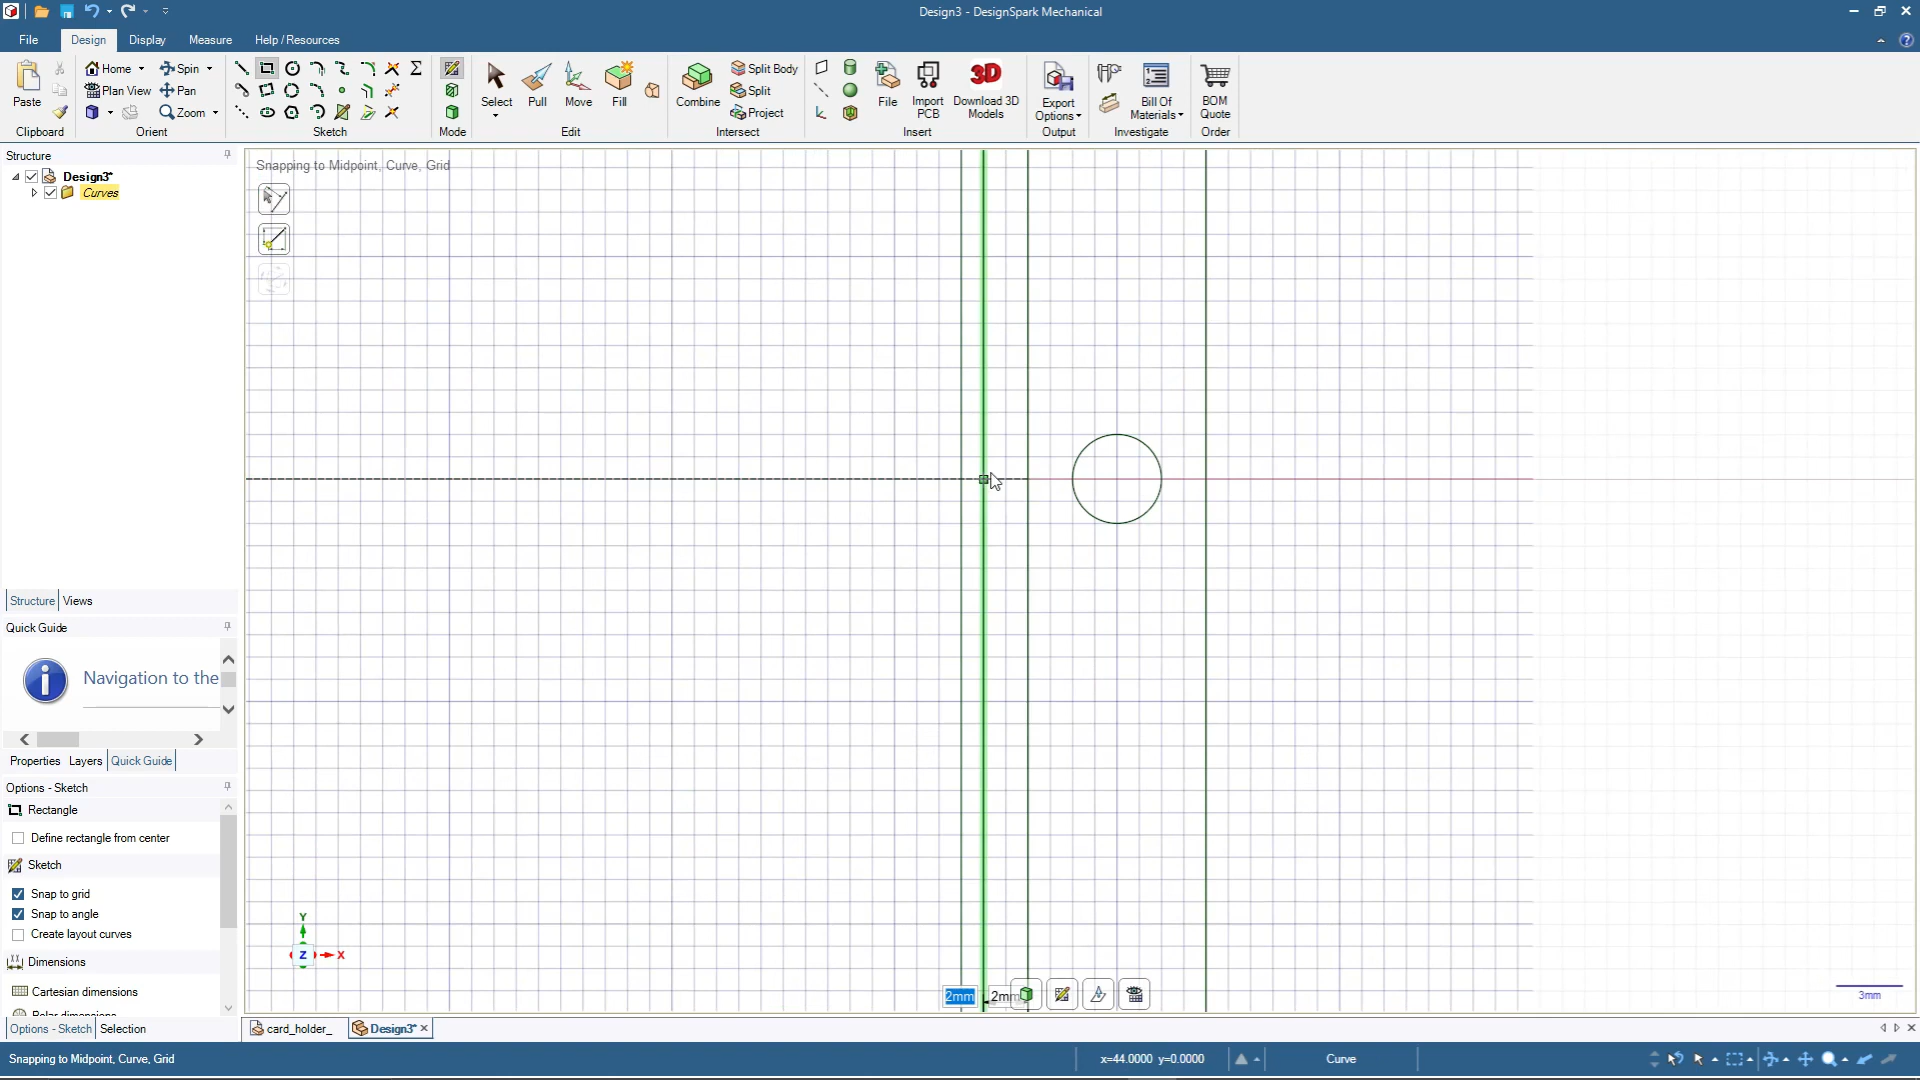 Design3 - DesignSpark Mechanical
File
Design
Display
Measure
Help / Resources
Paste
Clipboard
Home
Spin
Plan View
Pan
Zoom
Orient
Sketch
Mode
Select
Pull
Move
Fill
Edit
Combine
Split Body
Split
Project
Intersect
File
Import
PCB
Download 3D
Models
Insert
3D
Export
Options
Output
Bill Of
Materials
Investigate
BOM
Quote
Order
Structure
Design3*
Curves
Snapping to Midpoint, Curve, Grid
Structure
Views
Quick Guide
Navigation to the
Properties
Layers
Quick Guide
Options - Sketch
Rectangle
Define rectangle from center
Sketch
Snap to grid
Snap to angle
Create layout curves
Dimensions
Cartesian dimensions
Polar dimensions
Options - Sketch
Selection
Y
Z
X
2mm
2mm
3mm
card_holder_
Design3*
Snapping to Midpoint, Curve, Grid
x=44.0000 y=0.0000
Curve